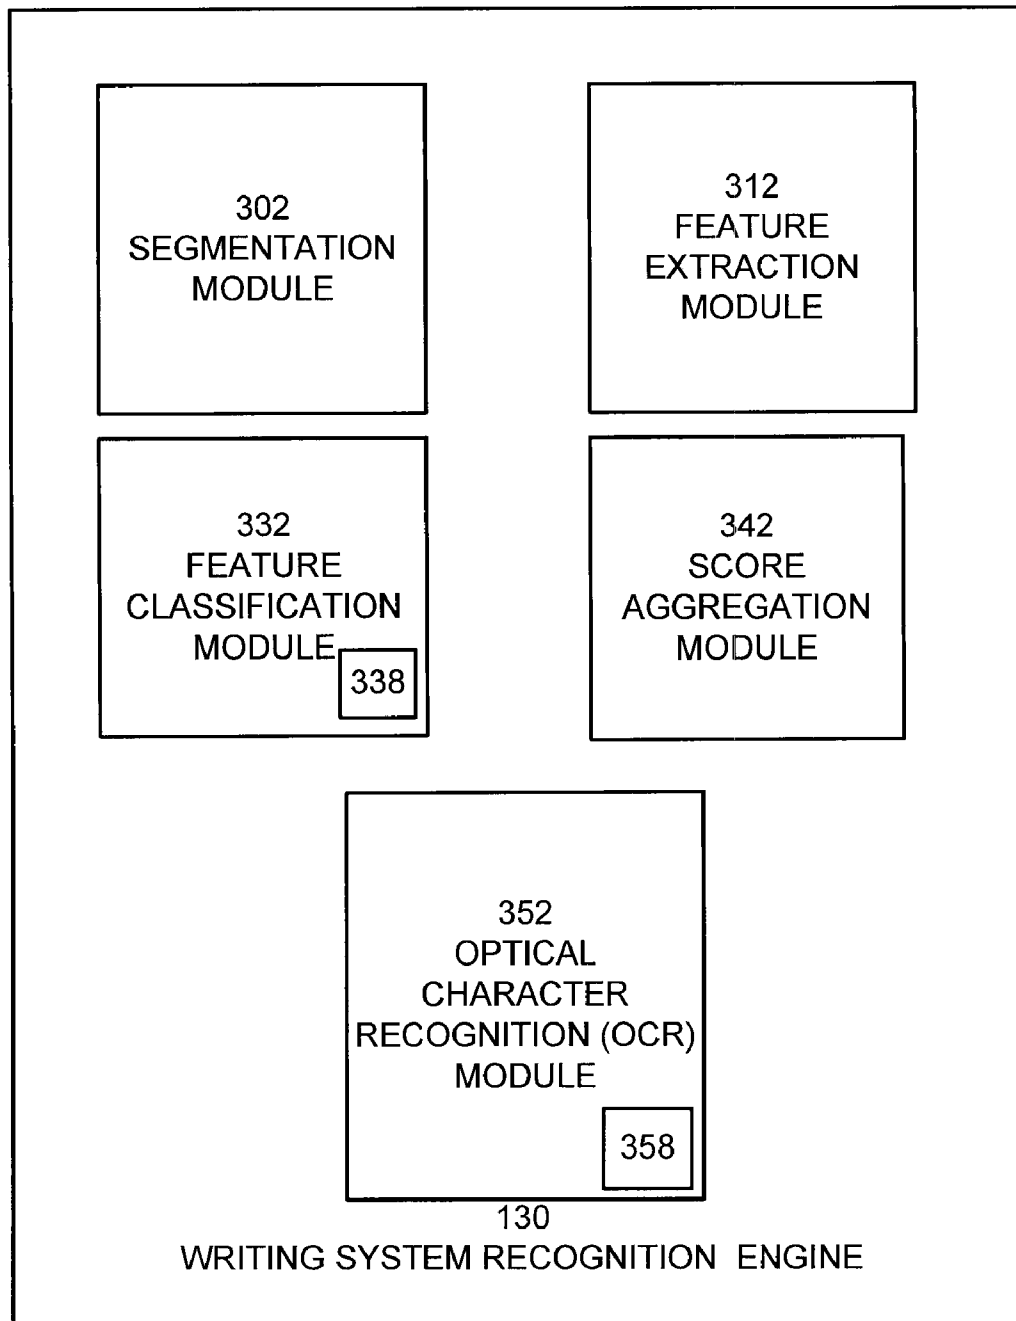 302
SEGMENTATION
MODULE
312
FEATURE
EXTRACTION
MODULE
332
FEATURE
CLASSIFICATION
MODULE
338
342
SCORE
AGGREGATION
MODULE
352
OPTICAL
CHARACTER
RECOGNITION (OCR)
MODULE
358
130
WRITING SYSTEM RECOGNITION ENGINE